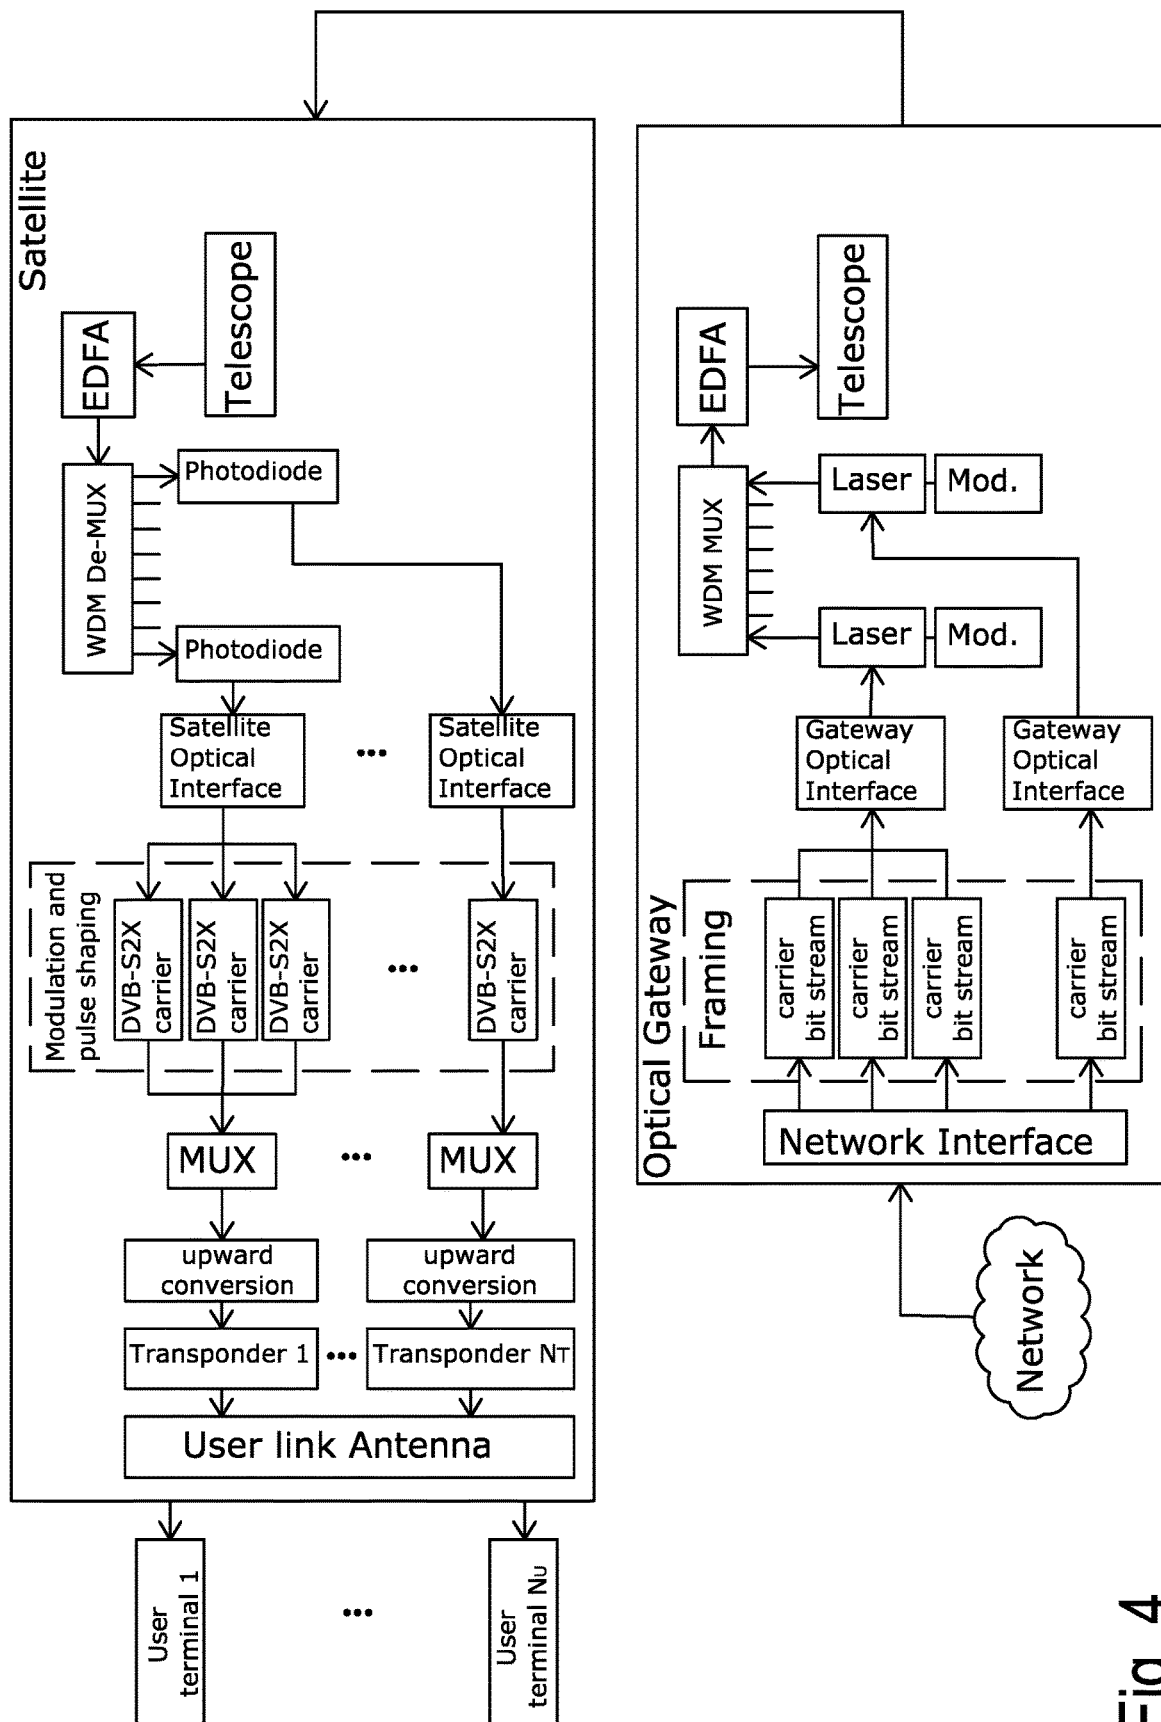 Satellite
EDFA
Telescope
WDM De-MUX
Photodiode
Photodiode
Satellite
Optical
Interface
...
Satellite
Optical
Interface
Modulation and
pulse shaping
DVB-S2X
carrier
DVB-S2X
carrier
DVB-S2X
carrier
...
DVB-S2X
carrier
MUX
...
MUX
upward
conversion
upward
conversion
Transponder 1
...
Transponder NT
User link Antenna
User
terminal 1
...
User
terminal NU
Optical Gateway
EDFA
Telescope
WDM MUX
Laser
Mod.
Laser
Mod.
Gateway
Optical
Interface
Gateway
Optical
Interface
Framing
carrier
bit stream
carrier
bit stream
carrier
bit stream
carrier
bit stream
Network Interface
Network
Fig. 4